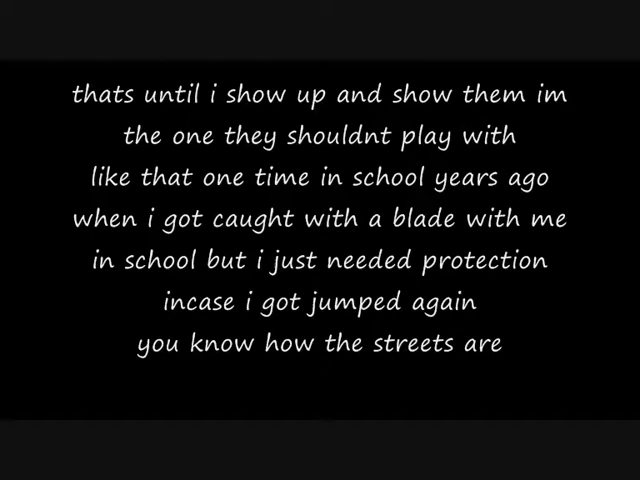 thats until i show up and show them im
the one they shouldnt play with
like that one time in school years ago
when i got caught with a blade with me
in school but i just needed protection
incase i got jumped again
you know how the streets are